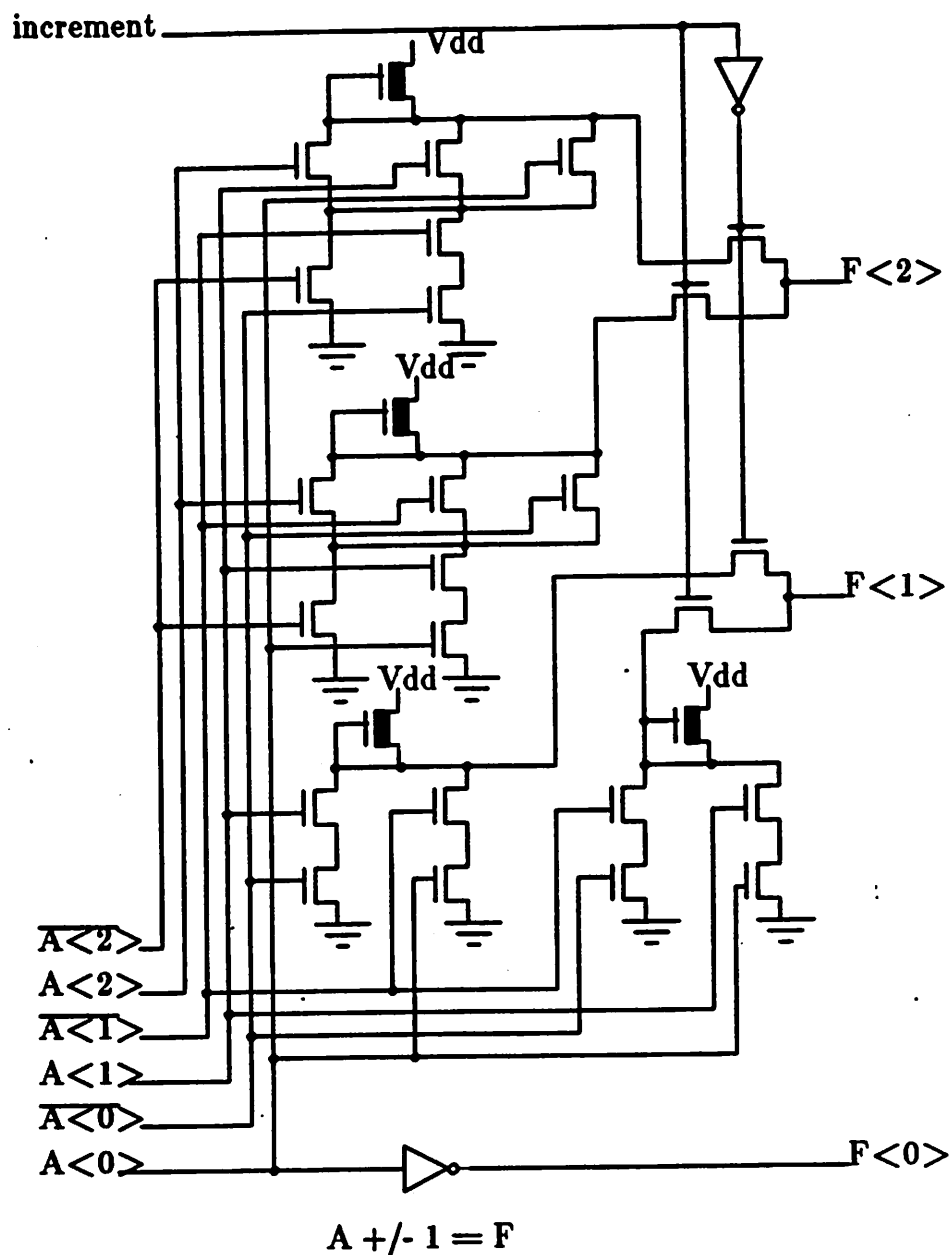 increment
Vdd
F<2>
Vdd
F<1>
Vdd
Vdd
A<2>
A<2>
A<1>
A<1>
A<0>
A<0>
F<0>
A +/- 1 = F